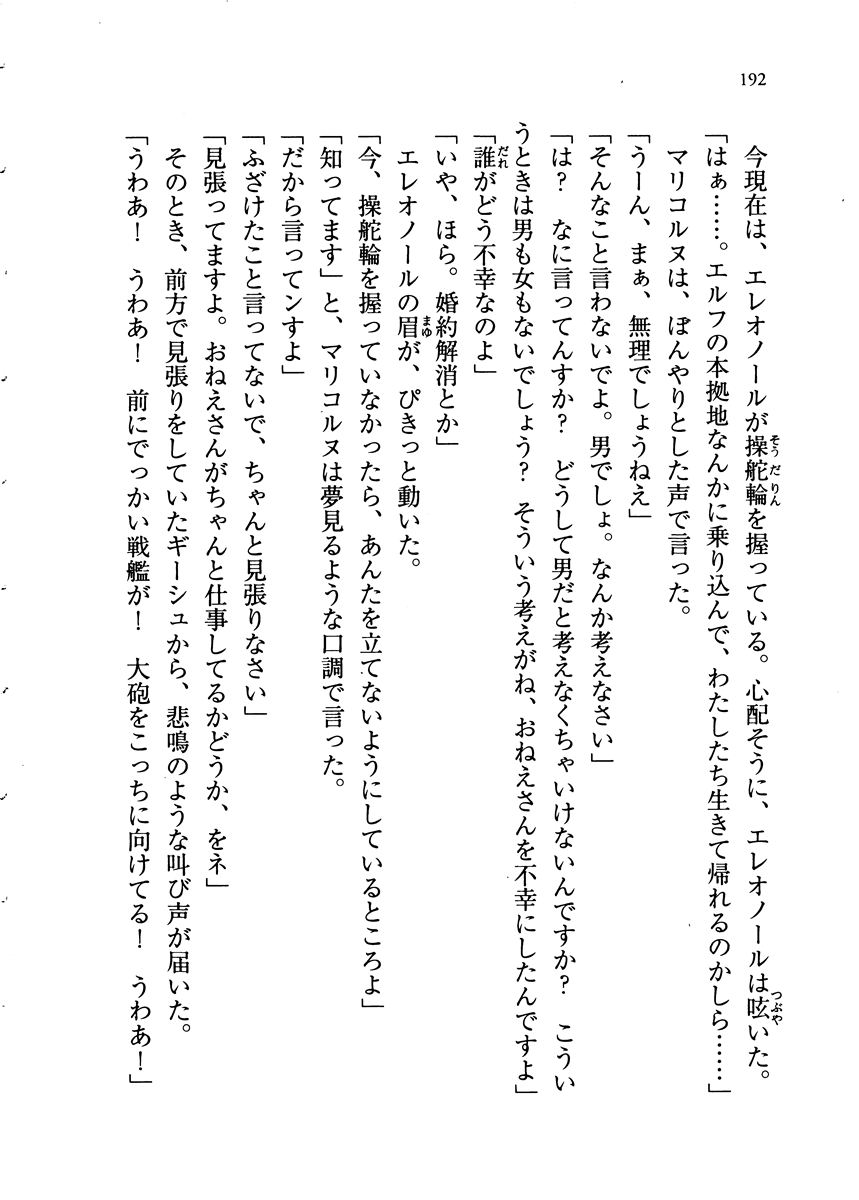 192
今現在は、エレオノールが操舵輪を握っている。心配そうに、エレオノールは呟いた。
「はぁ……。エルフの本拠地なんかに乗り込んで、わたしたち生きて帰れるのかしら……」
マリコルヌは、ぼんやりとした声で言った。
「うーん、まぁ、無理でしょうねえ」
「そんなこと言わないでよ。男でしょ。なんか考えなさい」
「は？　なに言ってんすか？　どうして男だと考えなくちゃいけないんですか？　こうい
うときは男も女もないでしょう？　そういう考えがね、おねえさんを不幸にしたんですよ」
「誰がどう不幸なのよ」
「いや、ほら。婚約解消とか」
エレオノールの眉が、ぴきっと動いた。
「今、操舵輪を握っていなかったら、あんたを立てないようにしているところよ」
「知ってます」と、マリコルヌは夢見るような口調で言った。
「だから言ってンすよ」
「ふざけたこと言ってないで、ちゃんと見張りなさい」
「見張ってますよ。おねえさんがちゃんと仕事してるかどうか、をネ」
そのとき、前方で見張りをしていたギーシュから、悲鳴のような叫び声が届いた。
「うわあ！　うわあ！　前にでっかい戦艦が！　大砲をこっちに向けてる！　うわあ！」